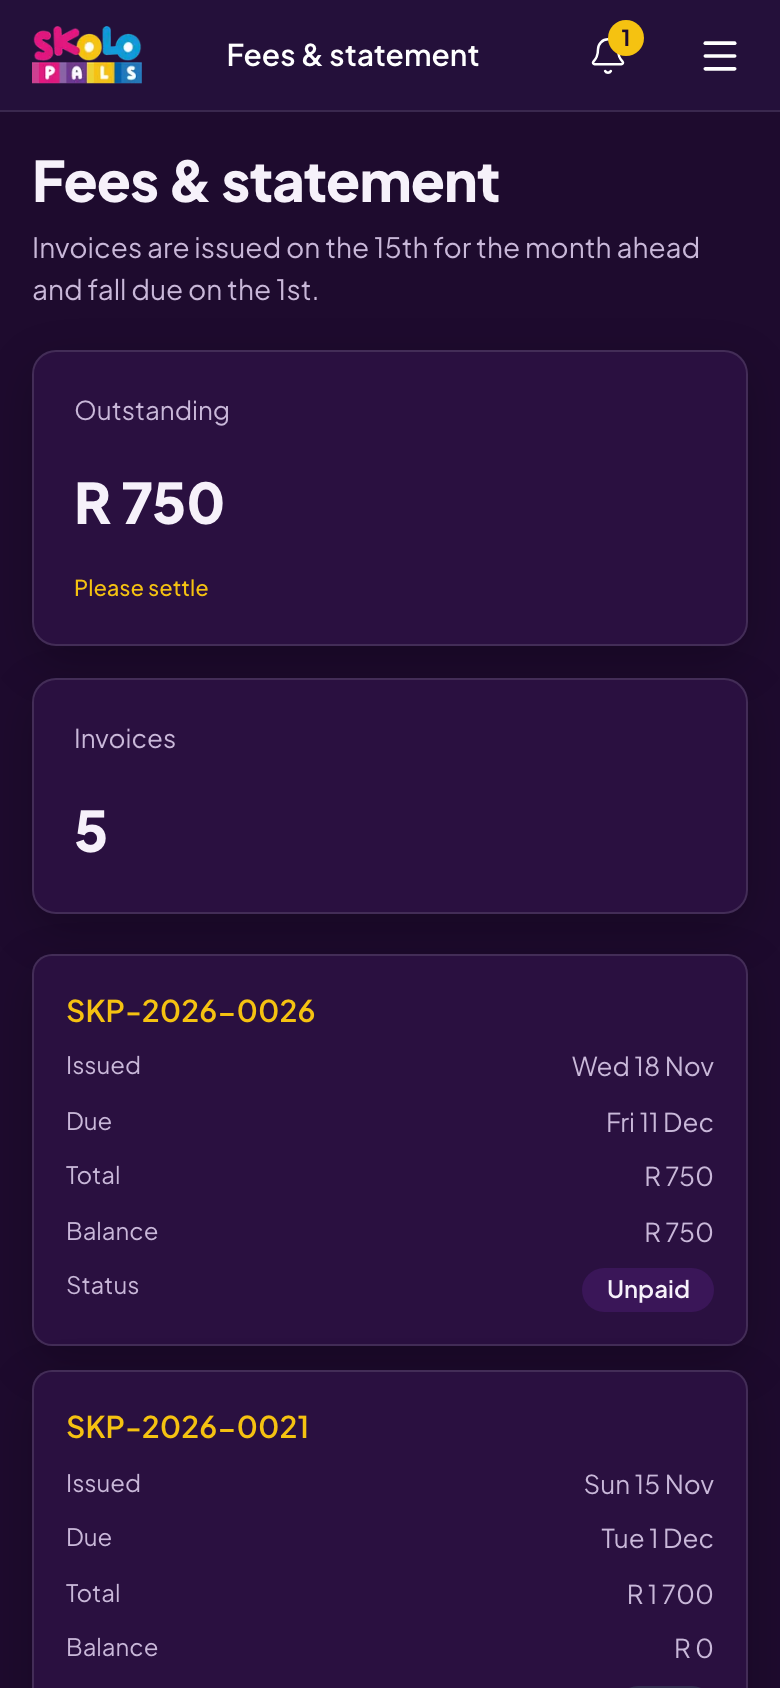 SKOLO
PALS
Fees & statement
1
Fees & statement
Invoices are issued on the 15th for the month ahead
and fall due on the 1st.
Outstanding
R 750
Please settle
Invoices
5
SKP-2026-0026
Issued Wed 18 Nov
Due Fri 11 Dec
Total R 750
Balance R 750
Status Unpaid
SKP-2026-0021
Issued Sun 15 Nov
Due Tue 1 Dec
Total R 1 700
Balance R 0